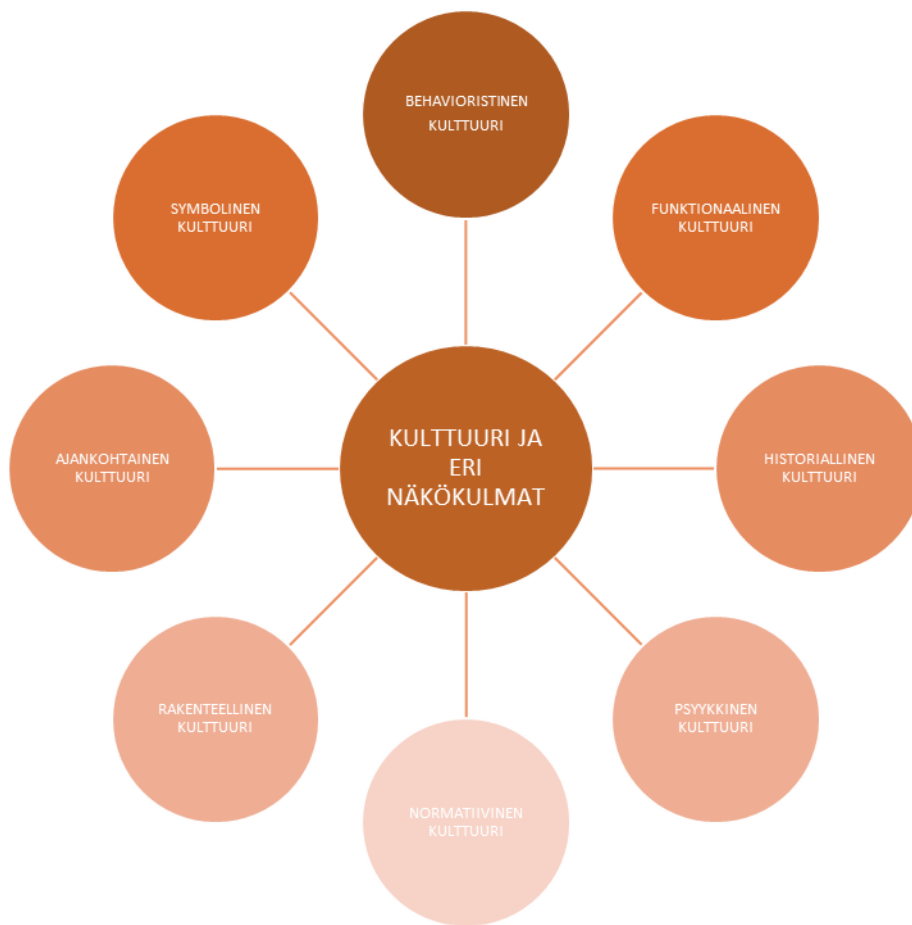 BEHAVIORISTINEN
KULTTUURI
SYMBOLINEN
KULTTUURI
FUNKTIONAALINEN
KULTTUURI
AJANKOHTAINEN
KULTTUURI
KULTTUURI JA
ERI
NÄKÖKULMAT
HISTORIALLINEN
KULTTUURI
RAKENTEELLINEN
KULTTUURI
PSYYKKINEN
KULTTUURI
NORMATIIVINEN
KULTTUURI